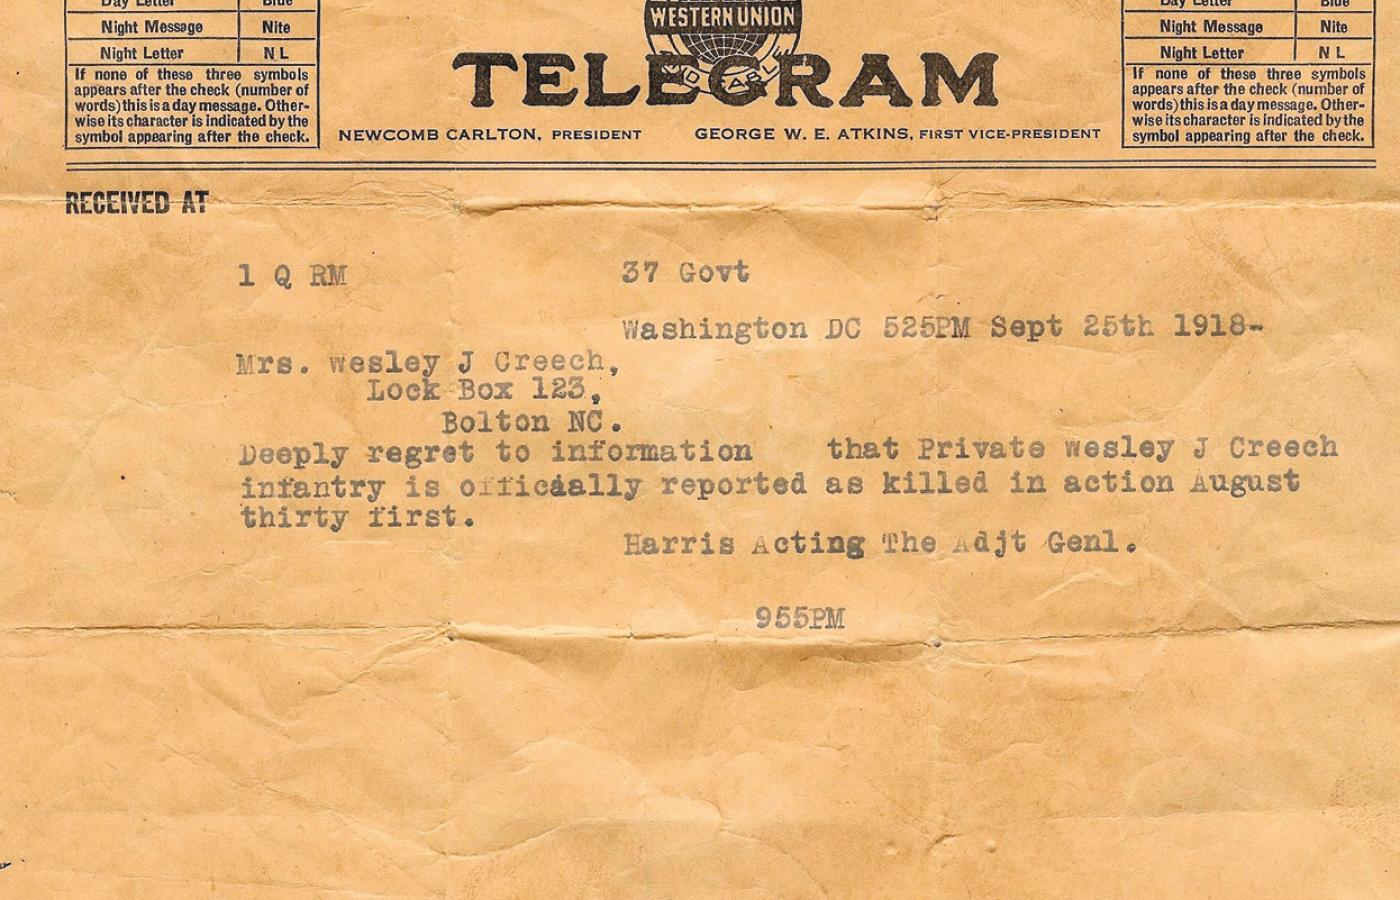 Day Letter Blue
Night Message Nite
Night Letter N L
If none of these three symbols
appears after the check (number of
words) this is a day message. Other-
wise its character is indicated by the
symbol appearing after the check.
WESTERN UNION
TELEGRAM
NEWCOMB CARLTON, PRESIDENT GEORGE W. E. ATKINS, FIRST VICE-PRESIDENT
Day Letter Blue
Night Message Nite
Night Letter N L
If none of these three symbols
appears after the check (number of
words) this is a day message. Other-
wise its character is indicated by the
symbol appearing after the check.
RECEIVED AT
1 Q RM 37 Govt
Washington DC 525PM Sept 25th 1918-
Mrs. Wesley J Creech,
Lock Box 123,
Bolton NC.
Deeply regret to information that Private Wesley J Creech
infantry is officially reported as killed in action August
thirty first.
Harris Acting The Adjt Genl.
955PM